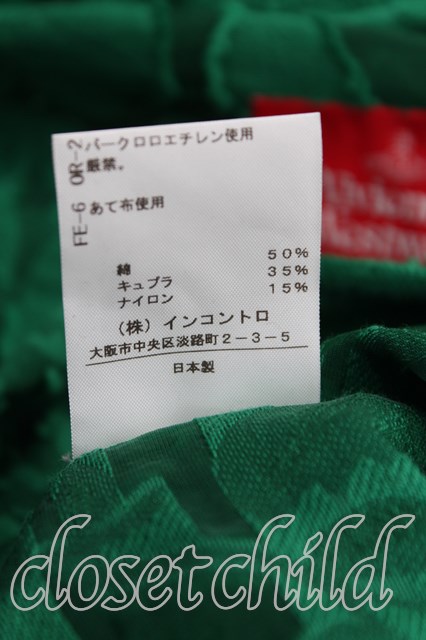 OR-2 パークロロエチレン使用
厳禁。
FE-6 あて布使用
綿 50%
キュプラ 35%
ナイロン 15%
(株)インコントロ
大阪市中央区淡路町2-3-5
日本製
closet child